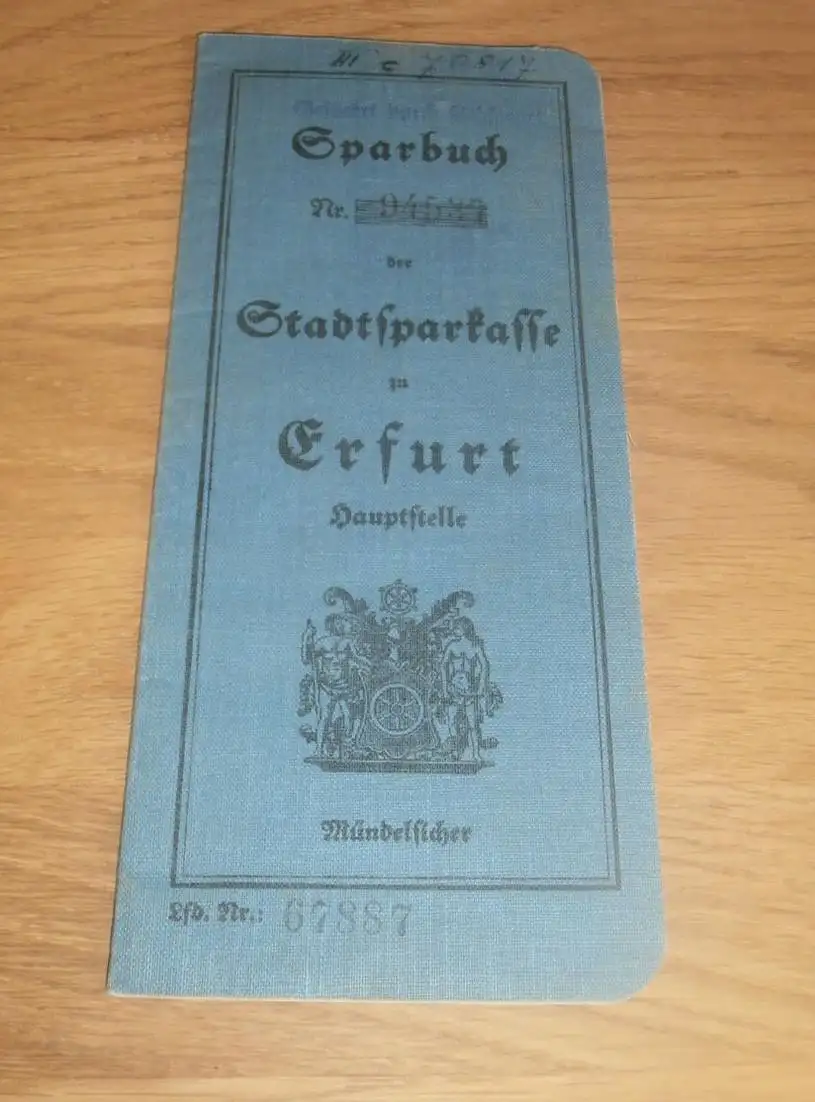 Sparbuch
Nr.
der
Stadtsparkasse
zu
Erfurt
Hauptstelle
Mündelsicher
Lfd. Nr.: 67887